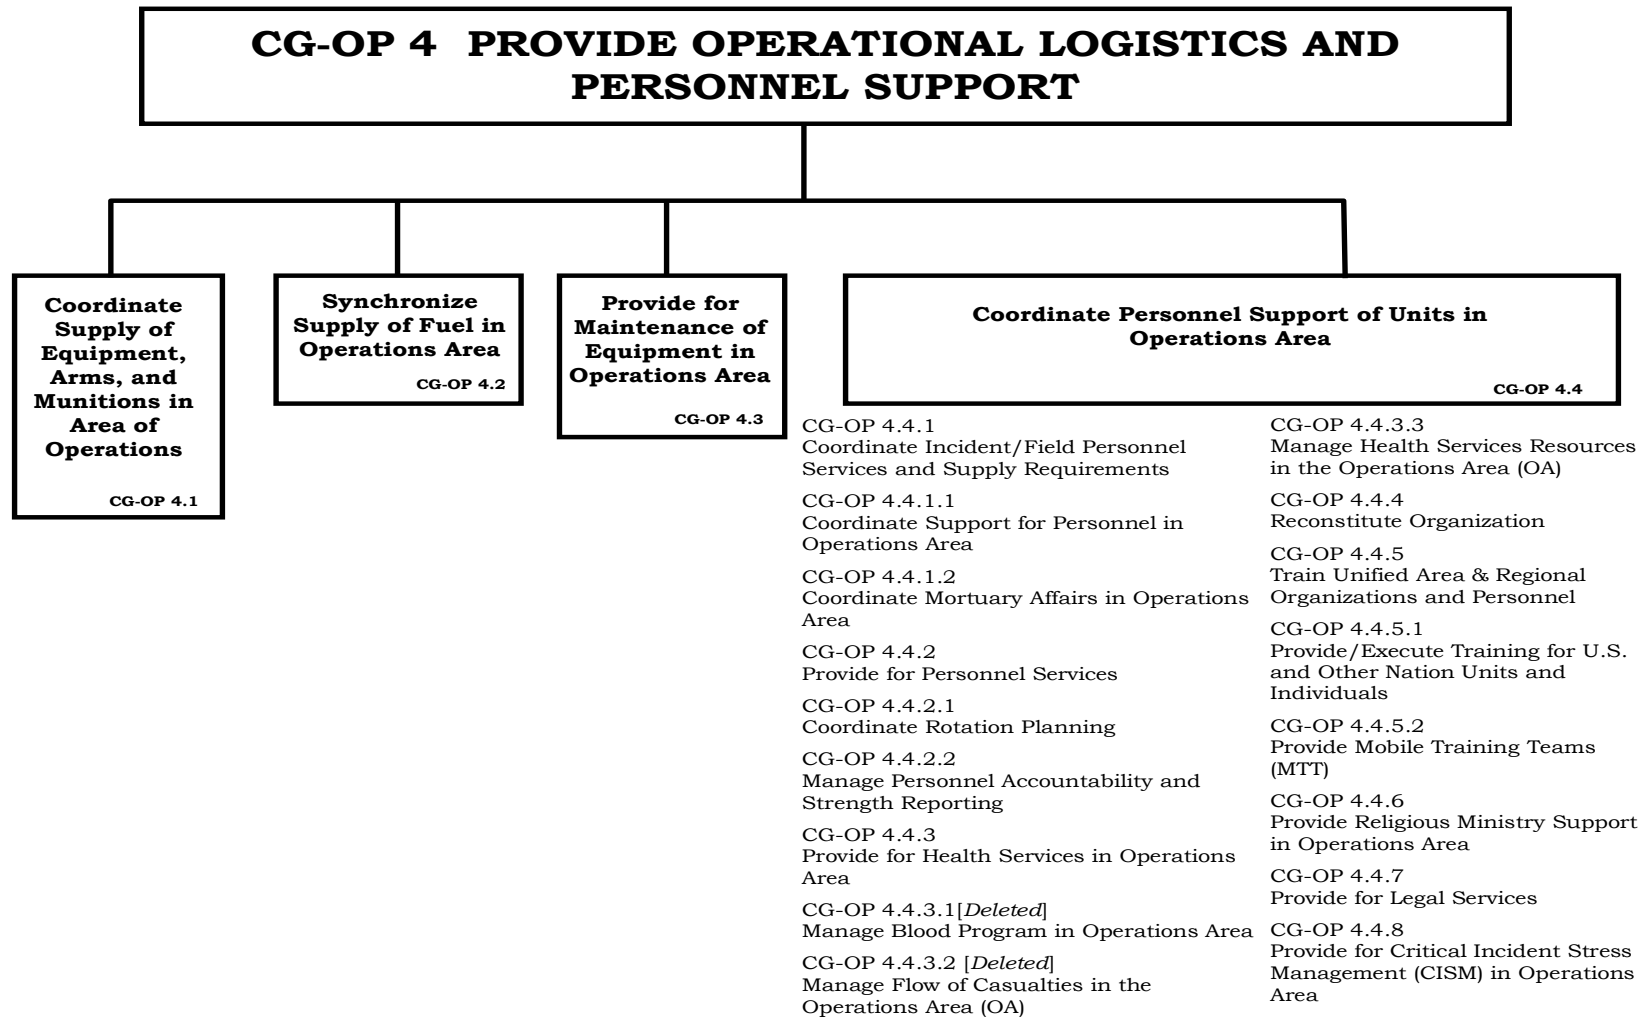 CG-OP 4 PROVIDE OPERATIONAL LOGISTICS AND
PERSONNEL SUPPORT
Coordinate
Supply of
Equipment,
Arms, and
Munitions in
Area of
Operations
CG-OP 4.1
Synchronize
Supply of Fuel in
Operations Area
CG-OP 4.2
Provide for
Maintenance of
Equipment in
Operations Area
CG-OP 4.3
Coordinate Personnel Support of Units in
Operations Area
CG-OP 4.4
CG-OP 4.4.1
Coordinate Incident/Field Personnel
Services and Supply Requirements
CG-OP 4.4.1.1
Coordinate Support for Personnel in
Operations Area
CG-OP 4.4.1.2
Coordinate Mortuary Affairs in Operations
Area
CG-OP 4.4.2
Provide for Personnel Services
CG-OP 4.4.2.1
Coordinate Rotation Planning
CG-OP 4.4.2.2
Manage Personnel Accountability and
Strength Reporting
CG-OP 4.4.3
Provide for Health Services in Operations
Area
CG-OP 4.4.3.1[Deleted]
Manage Blood Program in Operations Area
CG-OP 4.4.3.2 [Deleted]
Manage Flow of Casualties in the
Operations Area (OA)
CG-OP 4.4.3.3
Manage Health Services Resources
in the Operations Area (OA)
CG-OP 4.4.4
Reconstitute Organization
CG-OP 4.4.5
Train Unified Area & Regional
Organizations and Personnel
CG-OP 4.4.5.1
Provide/Execute Training for U.S.
and Other Nation Units and
Individuals
CG-OP 4.4.5.2
Provide Mobile Training Teams
(MTT)
CG-OP 4.4.6
Provide Religious Ministry Support
in Operations Area
CG-OP 4.4.7
Provide for Legal Services
CG-OP 4.4.8
Provide for Critical Incident Stress
Management (CISM) in Operations
Area